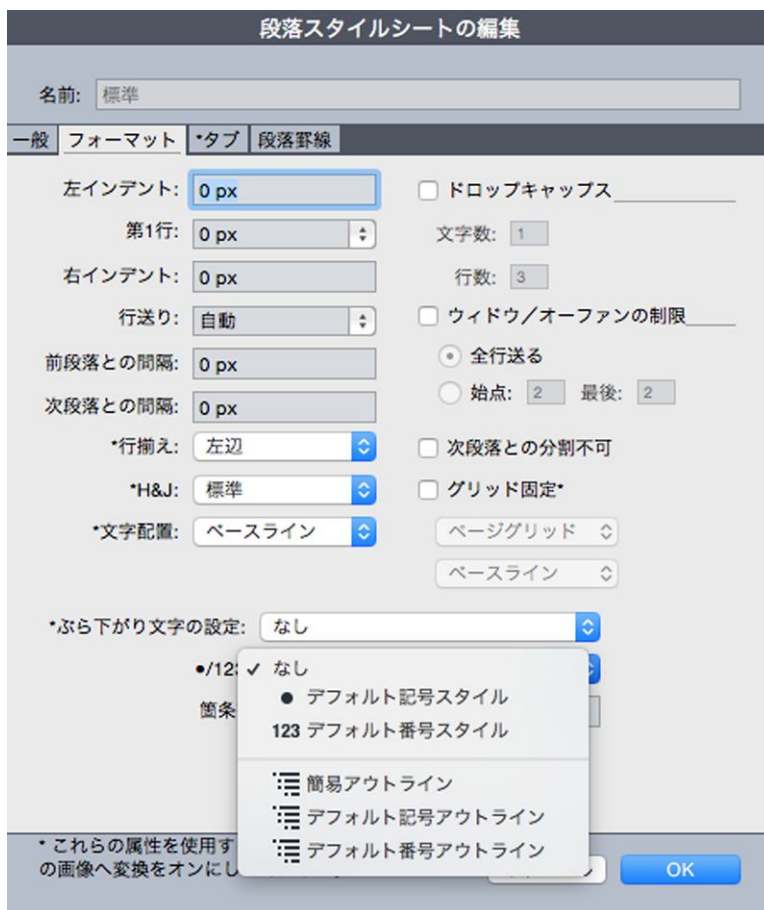 段落スタイルシートの編集
名前: 標準
一般 フォーマット *タブ 段落罫線
左インデント: 0 px
ドロップキャップス
第1行: 0 px
文字数: 1
右インデント: 0 px
行数: 3
行送り: 自動
ウィドウ/オーファンの制限
前段落との間隔: 0 px
全行送る
始点: 2 最後: 2
次段落との間隔: 0 px
*行揃え: 左辺
次段落との分割不可
*H&J: 標準
グリッド固定*
*文字配置: ベースライン
ページグリッド
ベースライン
*ぶら下がり文字の設定: なし
●/123
✓ なし
● デフォルト記号スタイル
箇条
123 デフォルト番号スタイル
簡易アウトライン
デフォルト記号アウトライン
デフォルト番号アウトライン
* これらの属性を使用す
の画像へ変換をオンにし
OK